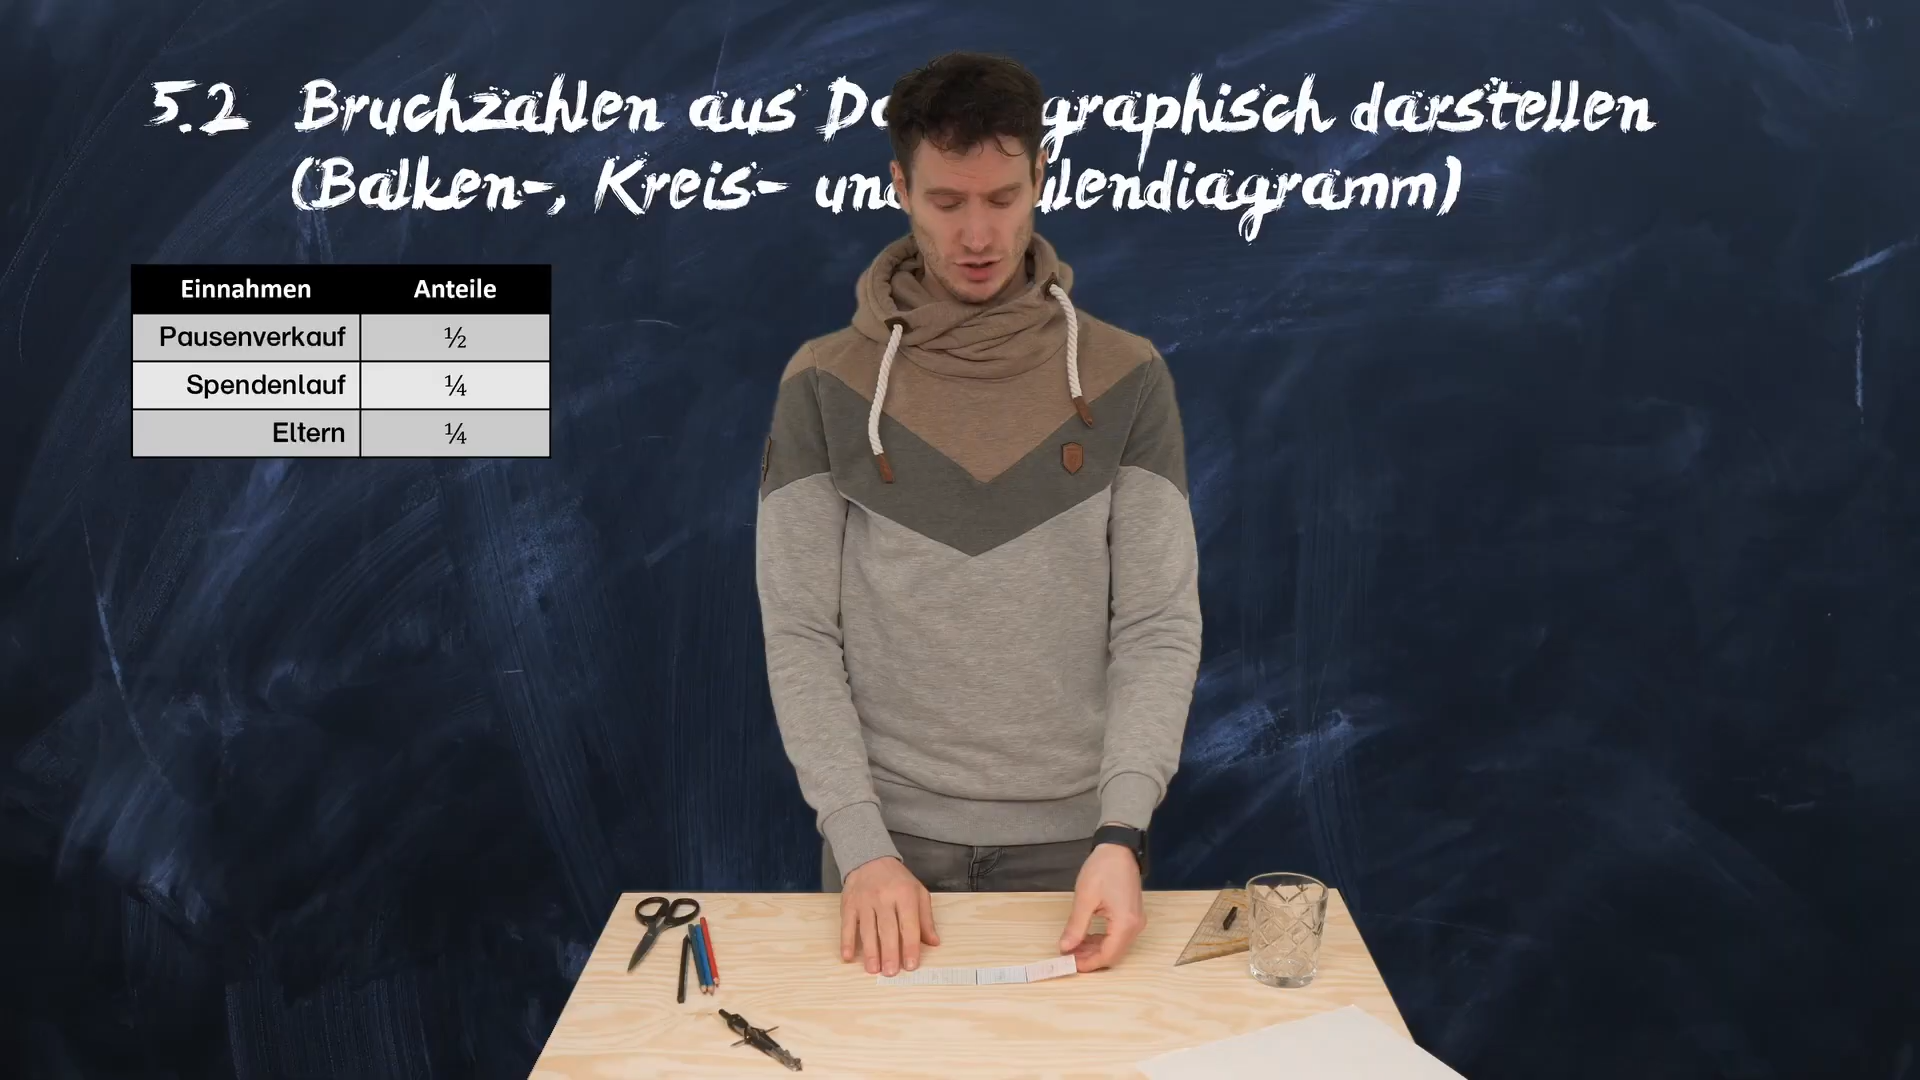 5.2 Bruchzahlen aus graphisch darstellen
(Balken-, Kreis- und
Einnahmen Anteile
Pausenverkauf ½
Spendenlauf ¼
Eltern ¼